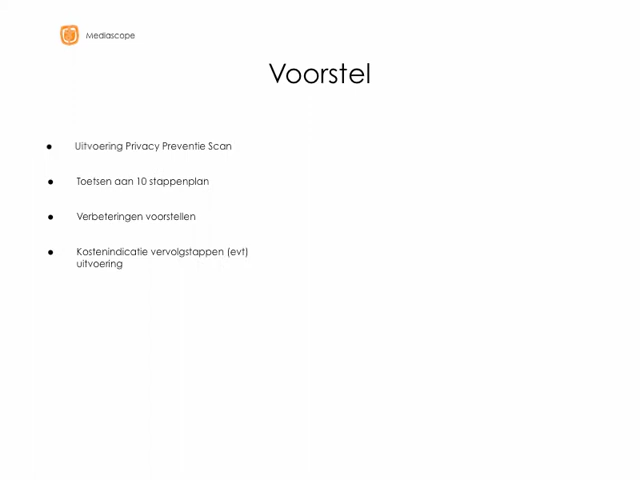 Mediascope
Voorstel
● Uitvoering Privacy Preventie Scan
● Toetsen aan 10 stappenplan
● Verbeteringen voorstellen
● Kostenindicatie vervolgstappen (evt)
uitvoering